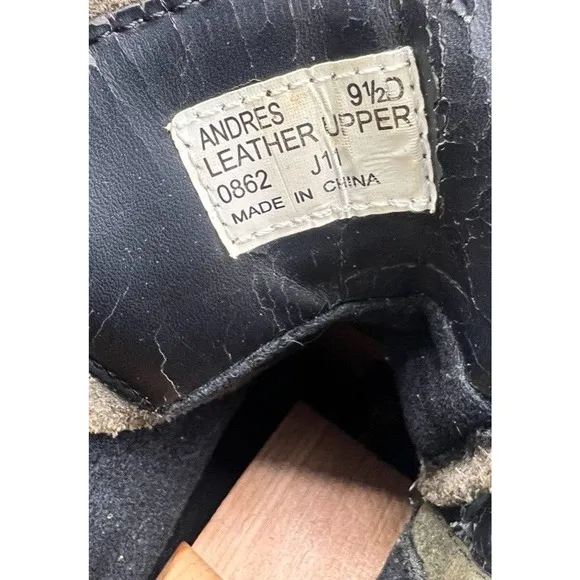 ANDRES 9½D
LEATHER UPPER
0862 J11
MADE IN CHINA